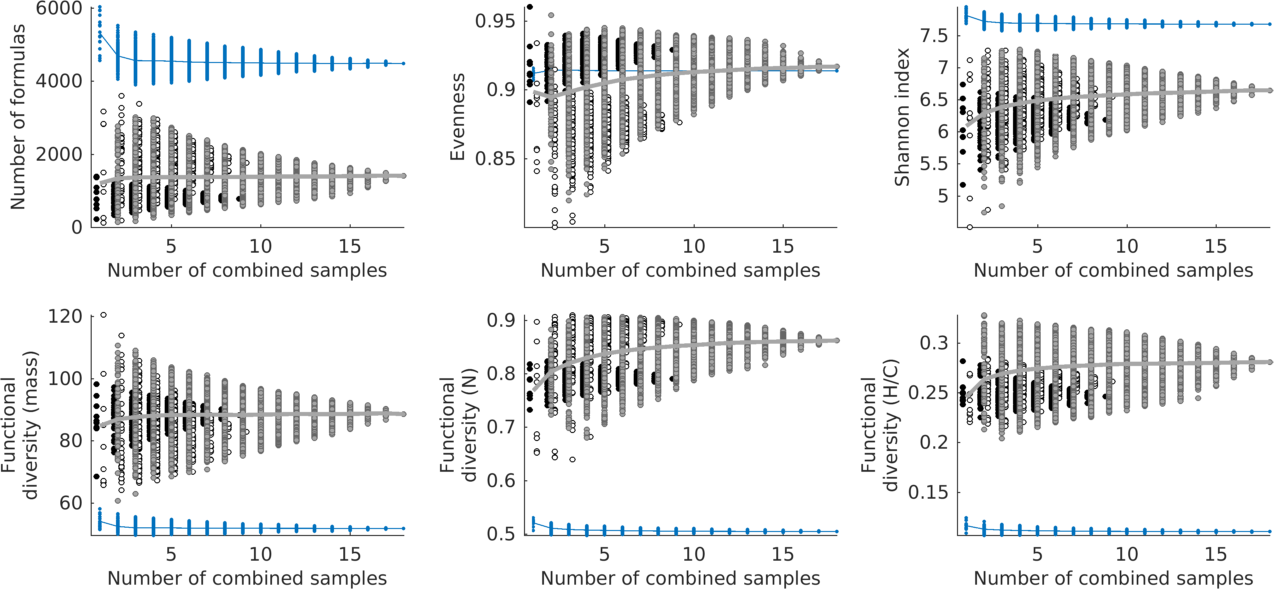 6000
4000
2000
0
Number of formulas
5 10 15
Number of combined samples
0.95
0.9
0.85
Evenness
5 10 15
Number of combined samples
7.5
7
6.5
6
5.5
5
Shannon index
5 10 15
Number of combined samples
120
100
80
60
Functional
diversity (mass)
5 10 15
Number of combined samples
0.9
0.8
0.7
0.6
0.5
Functional
diversity (N)
5 10 15
Number of combined samples
0.3
0.25
0.2
0.15
Functional
diversity (H/C)
5 10 15
Number of combined samples